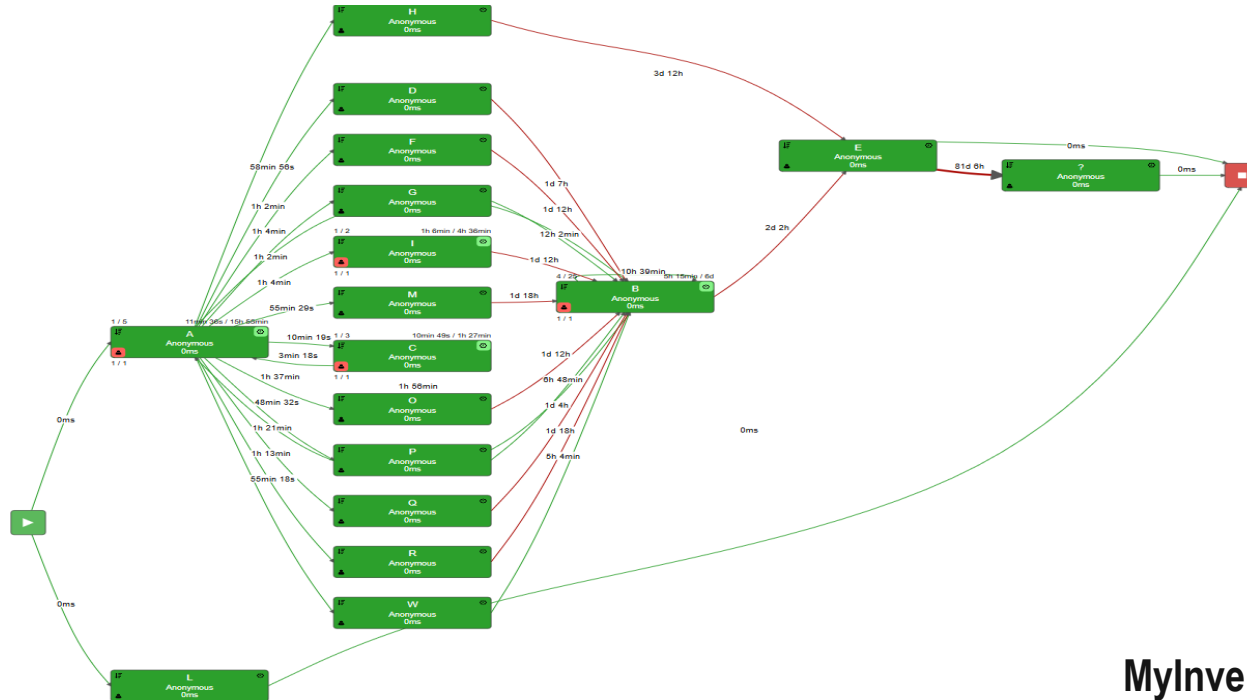 H
Anonymous
0ms
3d 12h
D
Anonymous
0ms
58min 56s
F
Anonymous
0ms
1d 7h
1h 2min
G
Anonymous
0ms
1d 12h
1h 4min
12h 2min
1 / 2
1h 6min / 4h 36min
I
Anonymous
0ms
1 / 1
1h 2min
1d 12h
1h 4min
M
Anonymous
0ms
55min 29s
1d 18h
10h 39min
4 / 25
5h 15min / 6d
B
Anonymous
0ms
1 / 1
2d 2h
E
Anonymous
0ms
0ms
81d 6h
?
Anonymous
0ms
0ms
1 / 5
A
Anonymous
0ms
1 / 1
10min 19s
1 / 3
10min 49s / 1h 27min
C
Anonymous
0ms
1 / 1
3min 18s
1h 37min
1h 56min
O
Anonymous
0ms
1d 12h
6h 48min
48min 32s
1d 4h
1h 21min
P
Anonymous
0ms
1d 18h
1h 13min
5h 4min
55min 18s
Q
Anonymous
0ms
R
Anonymous
0ms
W
Anonymous
0ms
0ms
0ms
0ms
L
Anonymous
0ms
MyInve